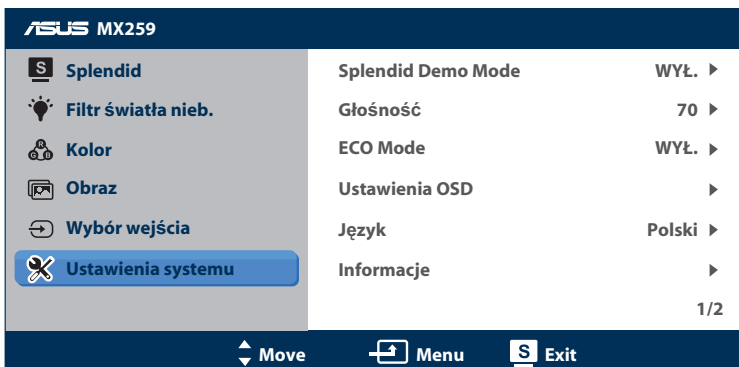 ASUS MX259
S Splendid
Filtr światła nieb.
R G B Kolor
Obraz
Wybór wejścia
Ustawienia systemu
Splendid Demo Mode WYŁ.
Głośność 70
ECO Mode WYŁ.
Ustawienia OSD
Język Polski
Informacje
1/2
Move Menu S Exit